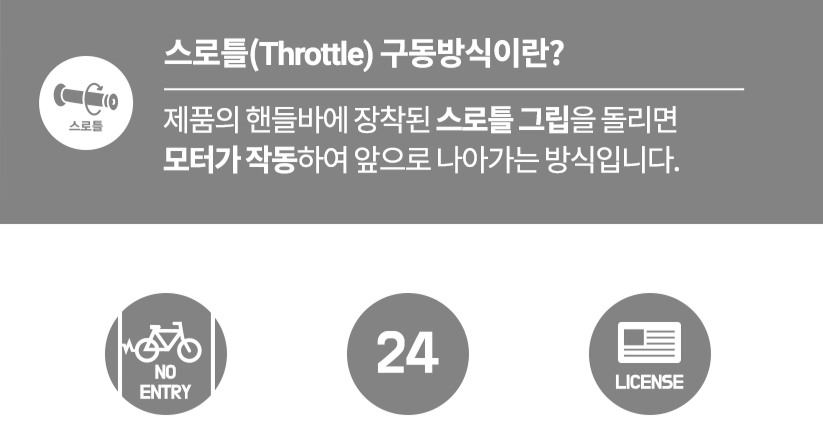 스로틀(Throttle) 구동방식이란?
스로틀
제품의 핸들바에 장착된 스로틀 그립을 돌리면
모터가 작동하여 앞으로 나아가는 방식입니다.
NO
ENTRY
24
LICENSE